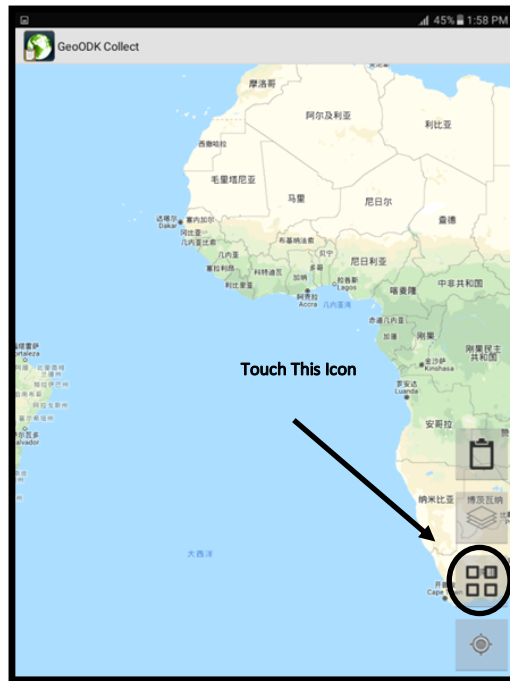 45% 1:58 PM
GeoODK Collect
摩洛哥
阿尔及利亚
利比亚
西撒哈拉
毛里塔尼亚
马里
尼日尔
乍得
达喀尔
Dakar
塞内加尔
冈比亚
几内亚比绍
布基纳法索
几内亚
贝宁
尼日利亚
塞拉利昂
科特迪瓦
加纳
多哥
利比里亚
拉各斯
Lagos
阿克拉
Accra
几内亚湾
喀麦隆
中非共和国
赤道几内亚
加蓬
刚果
刚果民主
共和国
金沙萨
Kinshasa
Touch This Icon
罗安达
Luanda
安哥拉
纳米比亚
博茨瓦纳
大西洋